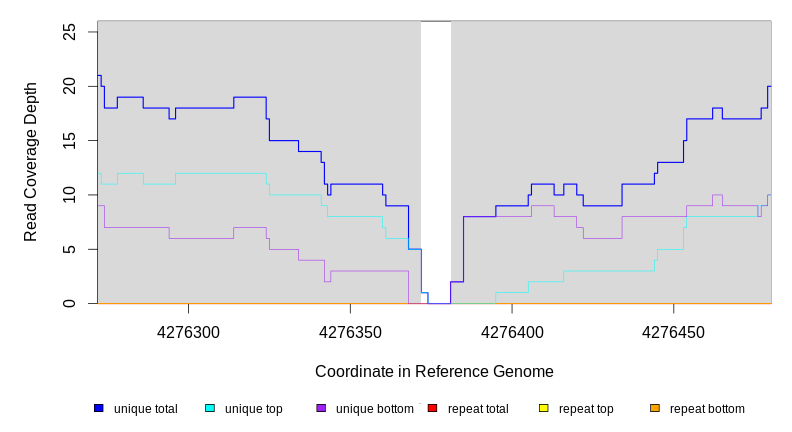 25
20
15
10
5
0
Read Coverage Depth
4276300 4276350 4276400 4276450
Coordinate in Reference Genome
unique total unique top unique bottom repeat total repeat top repeat bottom